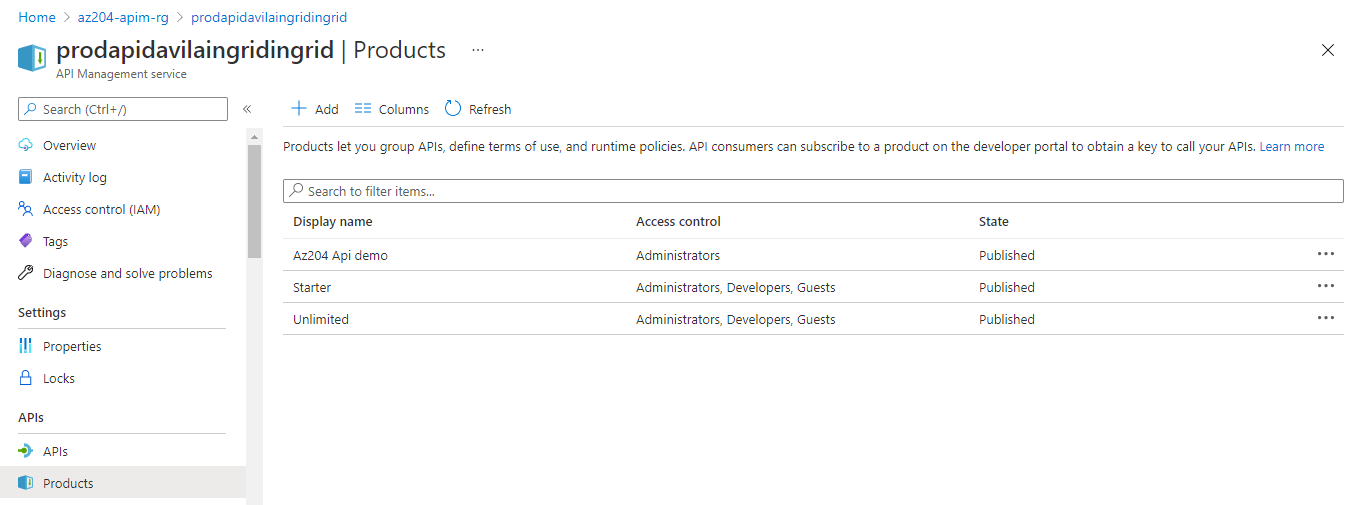 Home > az204-apim-rg > prodapidavilaingridingrid
prodapidavilaingridingrid | Products ...
API Management service
Search (Ctrl+/)
«
Add Columns Refresh
Products let you group APIs, define terms of use, and runtime policies. API consumers can subscribe to a product on the developer portal to obtain a key to call your APIs. Learn more
Search to filter items...
Display name Access control State
Az204 Api demo Administrators Published ...
Starter Administrators, Developers, Guests Published ...
Unlimited Administrators, Developers, Guests Published ...
Overview
Activity log
Access control (IAM)
Tags
Diagnose and solve problems
Settings
Properties
Locks
APIs
APIs
Products